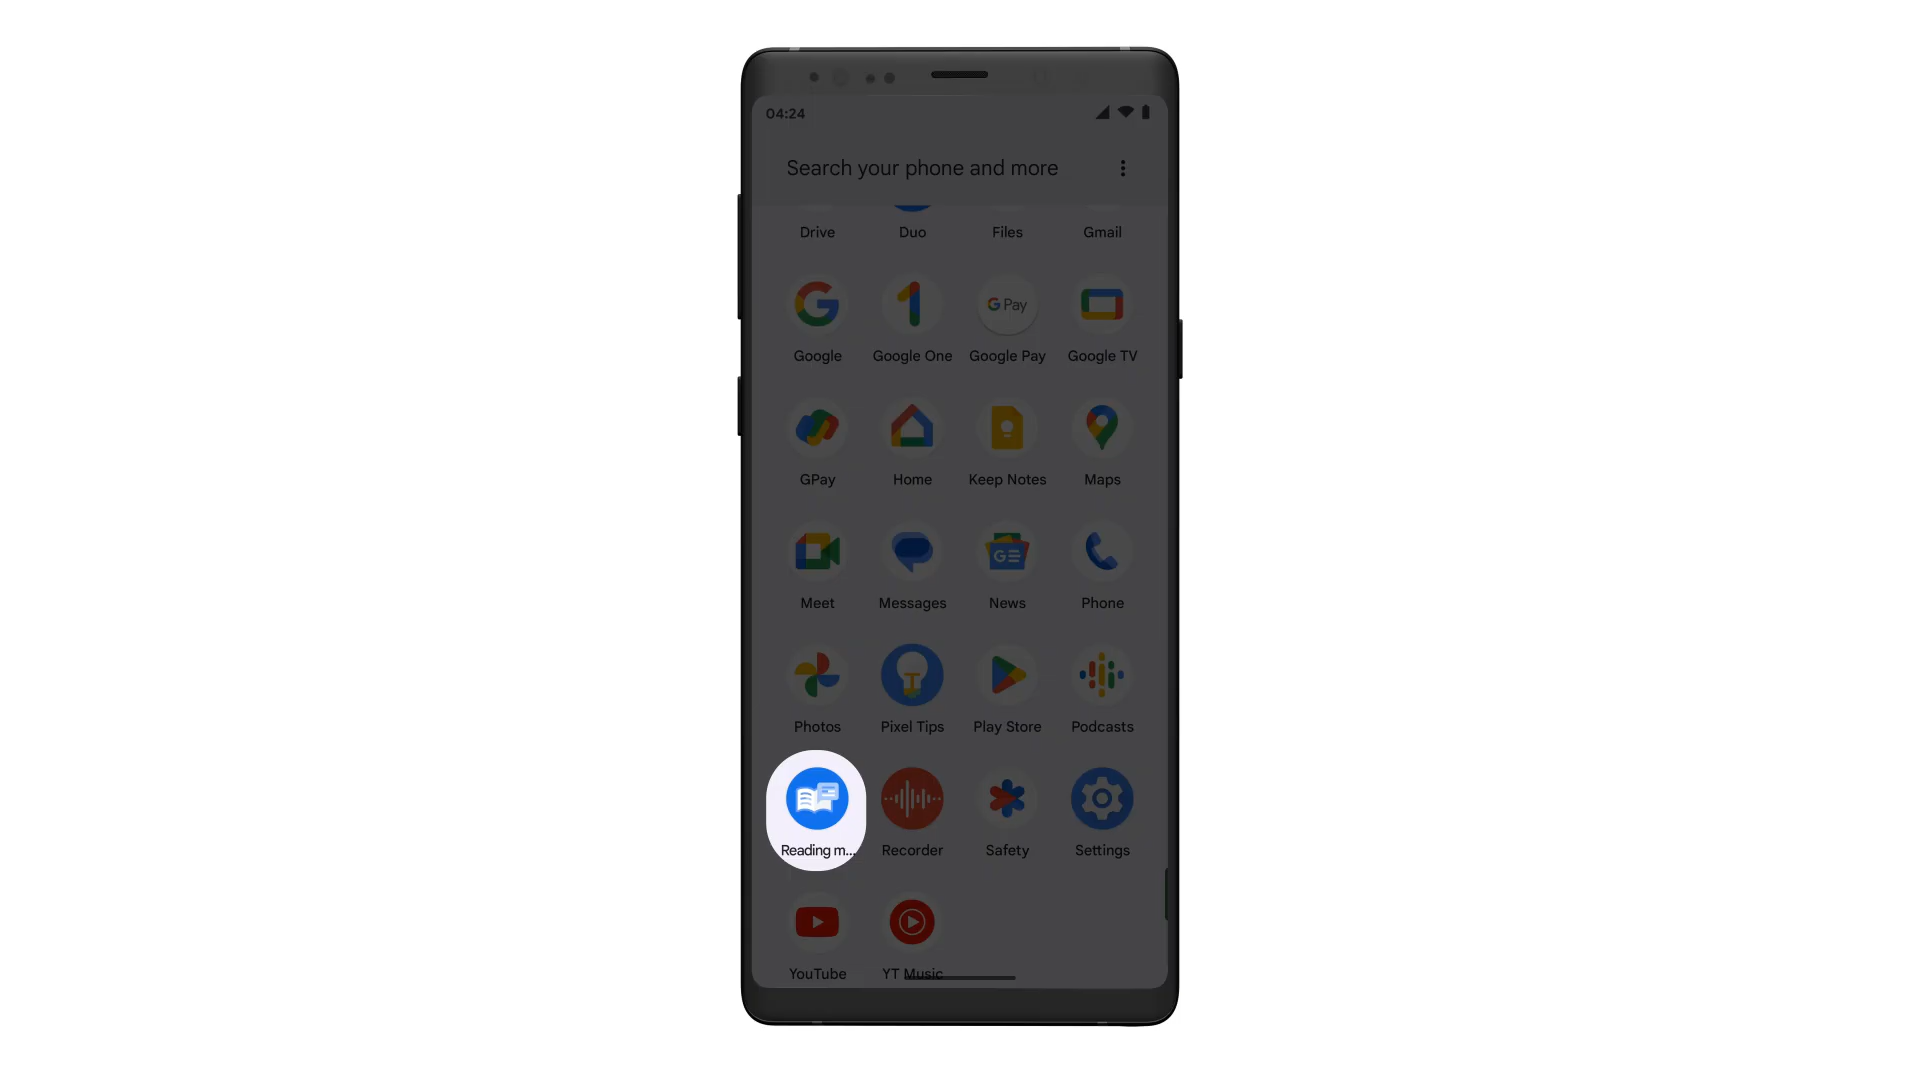 04:24
Search your phone and more
Drive Duo Files Gmail
G Pay
Google Google One Google Pay Google TV
GPay Home Keep Notes Maps
Meet Messages News Phone
Photos Pixel Tips Play Store Podcasts
Reading m... Recorder Safety Settings
YouTube YT Music